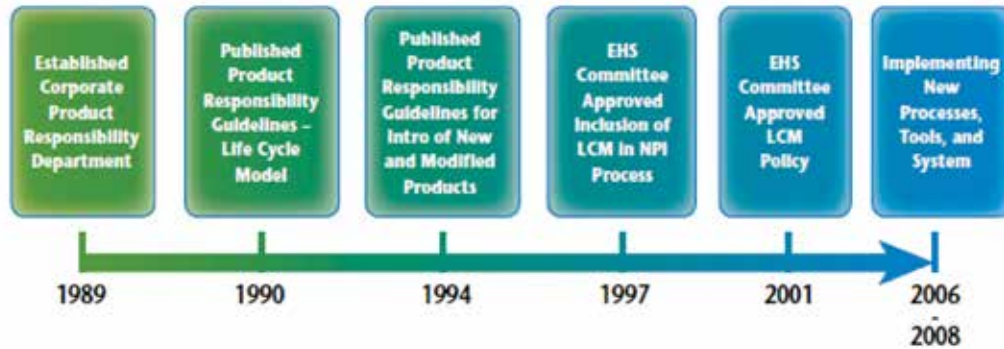 Established
Corporate
Product
Responsibility
Department
Published
Product
Responsibility
Guidelines –
Life Cycle
Model
Published
Product
Responsibility
Guidelines for
Intro of New
and Modified
Products
EHS
Committee
Approved
Inclusion of
LCM in NPI
Process
EHS
Committee
Approved
LCM
Policy
Implementing
New
Processes,
Tools, and
System
1989
1990
1994
1997
2001
2006
-
2008